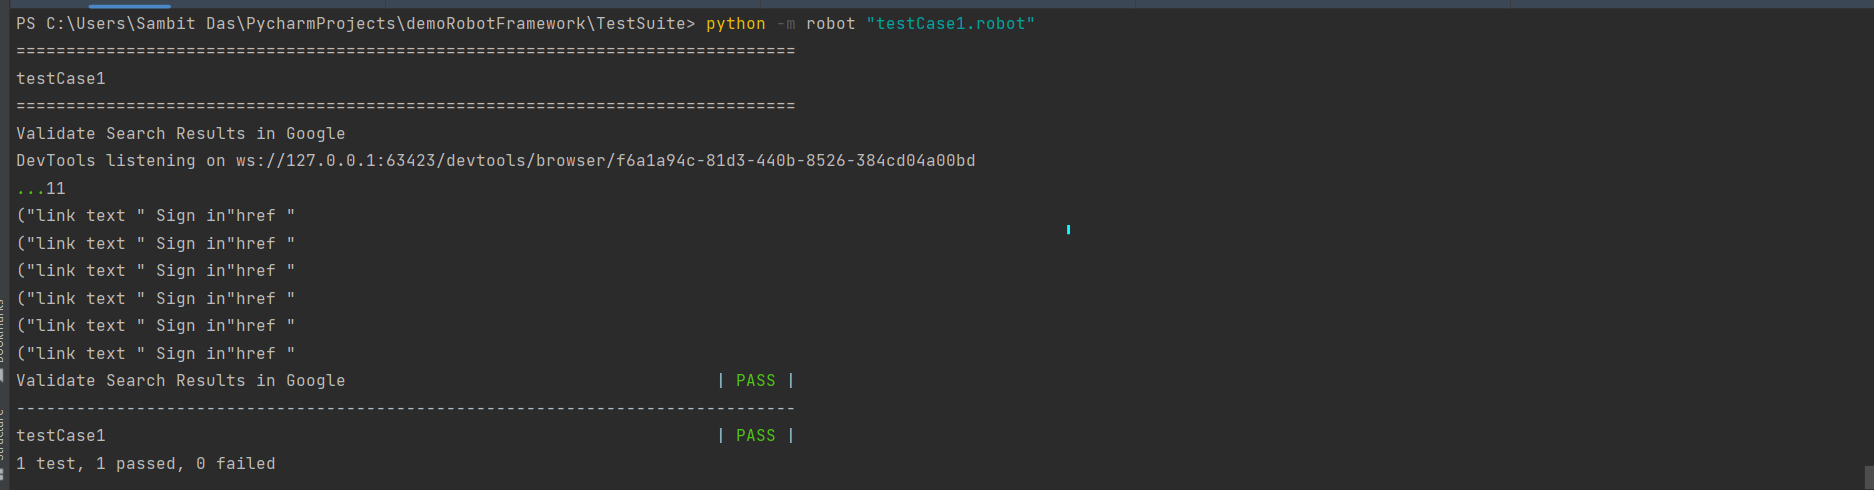 PS C:\Users\Sambit Das\PycharmProjects\demoRobotFramework\TestSuite> python -m robot "testCase1.robot"
==============================================================================
testCase1
==============================================================================
Validate Search Results in Google
DevTools listening on ws://127.0.0.1:63423/devtools/browser/f6a1a94c-81d3-440b-8526-384cd04a00bd
...11
("link text " Sign in"href "
("link text " Sign in"href "
("link text " Sign in"href "
("link text " Sign in"href "
("link text " Sign in"href "
("link text " Sign in"href "
Validate Search Results in Google                                     | PASS |
------------------------------------------------------------------------------
testCase1                                                             | PASS |
1 test, 1 passed, 0 failed